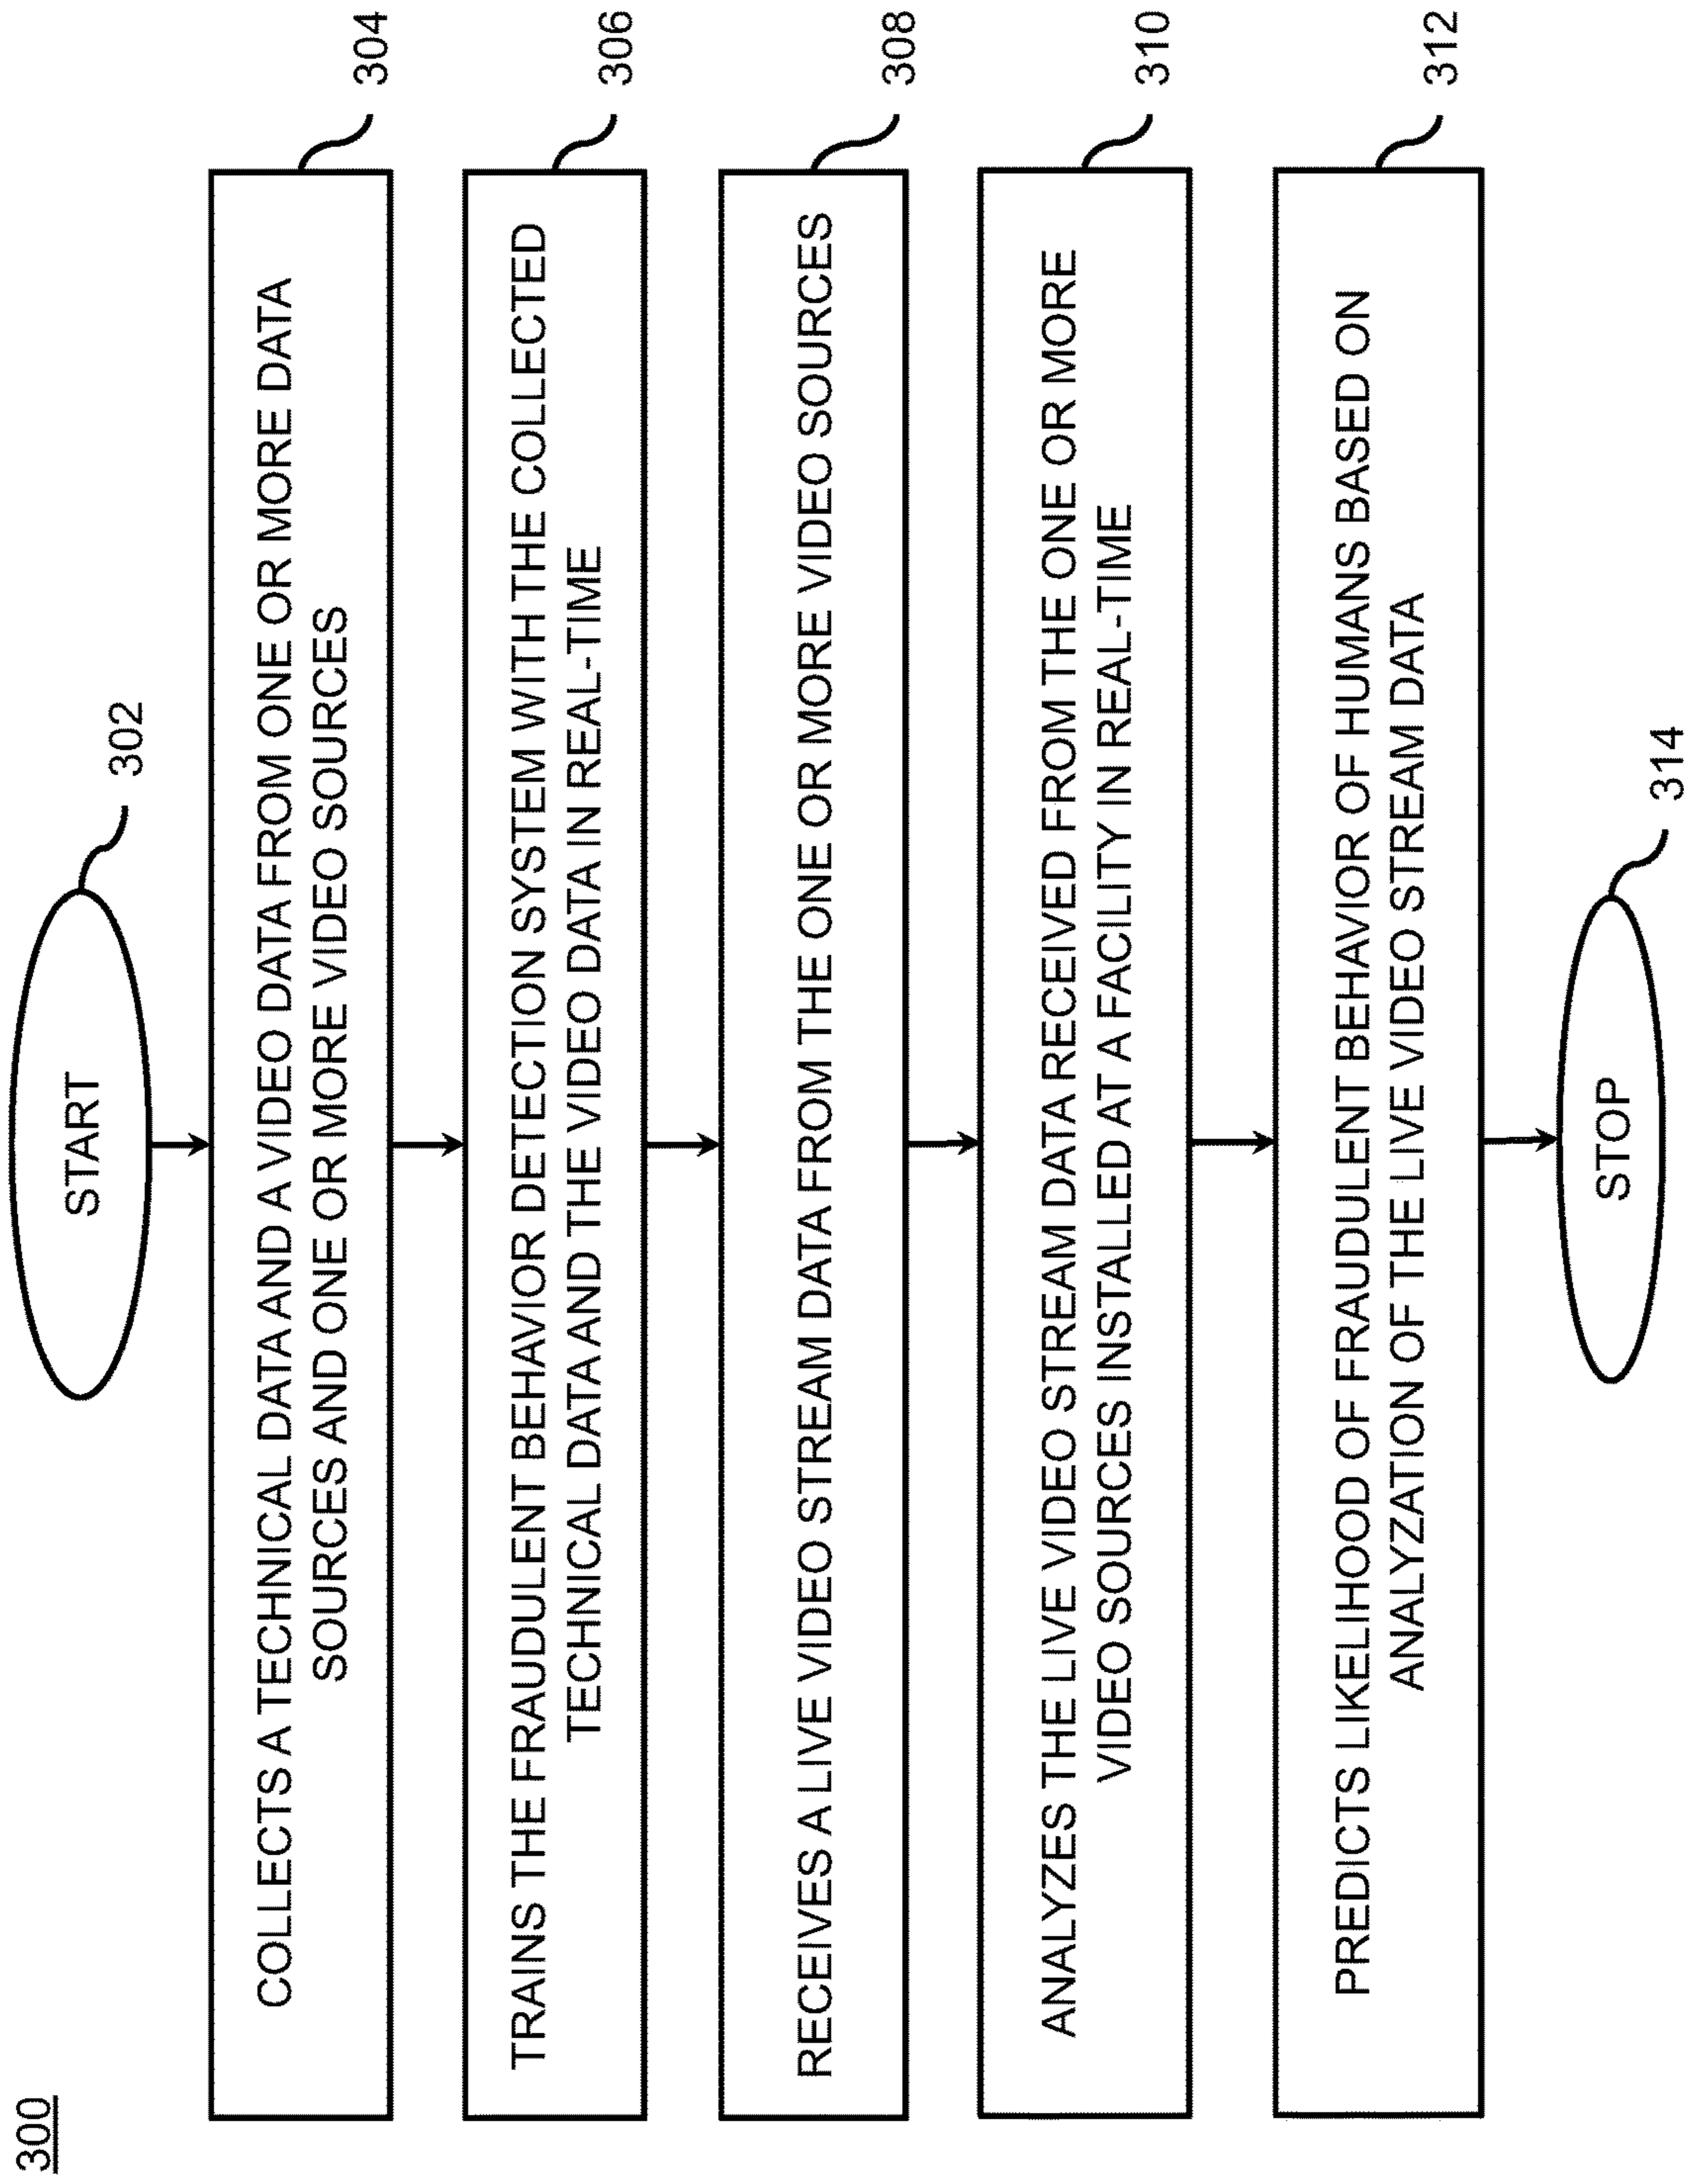 300
START
302
COLLECTS A TECHNICAL DATA AND A VIDEO DATA FROM ONE OR MORE DATA
SOURCES AND ONE OR MORE VIDEO SOURCES
304
TRAINS THE FRAUDULENT BEHAVIOR DETECTION SYSTEM WITH THE COLLECTED
TECHNICAL DATA AND THE VIDEO DATA IN REAL-TIME
306
RECEIVES A LIVE VIDEO STREAM DATA FROM THE ONE OR MORE VIDEO SOURCES
308
ANALYZES THE LIVE VIDEO STREAM DATA RECEIVED FROM THE ONE OR MORE
VIDEO SOURCES INSTALLED AT A FACILITY IN REAL-TIME
310
PREDICTS LIKELIHOOD OF FRAUDULENT BEHAVIOR OF HUMANS BASED ON
ANALYZATION OF THE LIVE VIDEO STREAM DATA
312
STOP
314